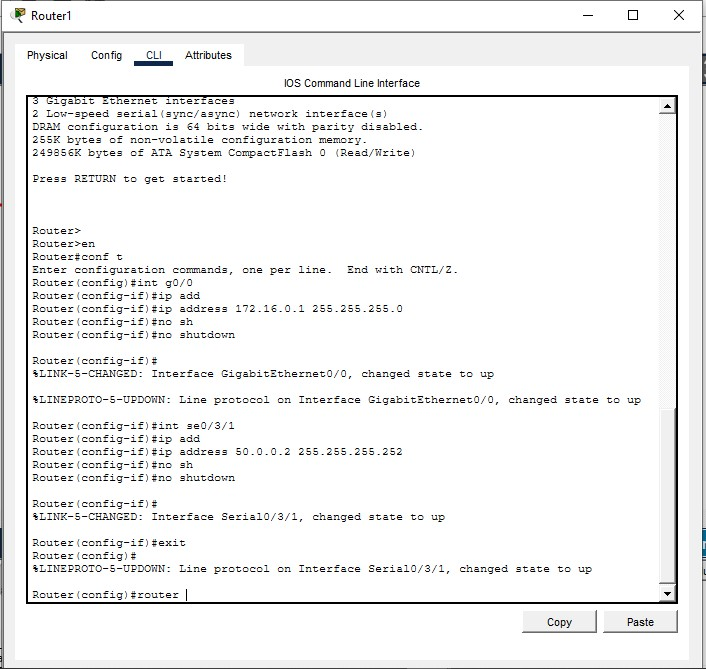 Router1
Physical Config CLI Attributes
IOS Command Line Interface
3 Gigabit Ethernet interfaces
2 Low-speed serial(sync/async) network interface(s)
DRAM configuration is 64 bits wide with parity disabled.
255K bytes of non-volatile configuration memory.
249856K bytes of ATA System CompactFlash 0 (Read/Write)
Press RETURN to get started!
Router>
Router>en
Router#conf t
Enter configuration commands, one per line.  End with CNTL/Z.
Router(config)#int g0/0
Router(config-if)#ip add
Router(config-if)#ip address 172.16.0.1 255.255.255.0
Router(config-if)#no sh
Router(config-if)#no shutdown
Router(config-if)#
%LINK-5-CHANGED: Interface GigabitEthernet0/0, changed state to up
%LINEPROTO-5-UPDOWN: Line protocol on Interface GigabitEthernet0/0, changed state to up
Router(config-if)#int se0/3/1
Router(config-if)#ip add
Router(config-if)#ip address 50.0.0.2 255.255.255.252
Router(config-if)#no sh
Router(config-if)#no shutdown
Router(config-if)#
%LINK-5-CHANGED: Interface Serial0/3/1, changed state to up
Router(config-if)#exit
Router(config)#
%LINEPROTO-5-UPDOWN: Line protocol on Interface Serial0/3/1, changed state to up
Router(config)#router
Copy Paste